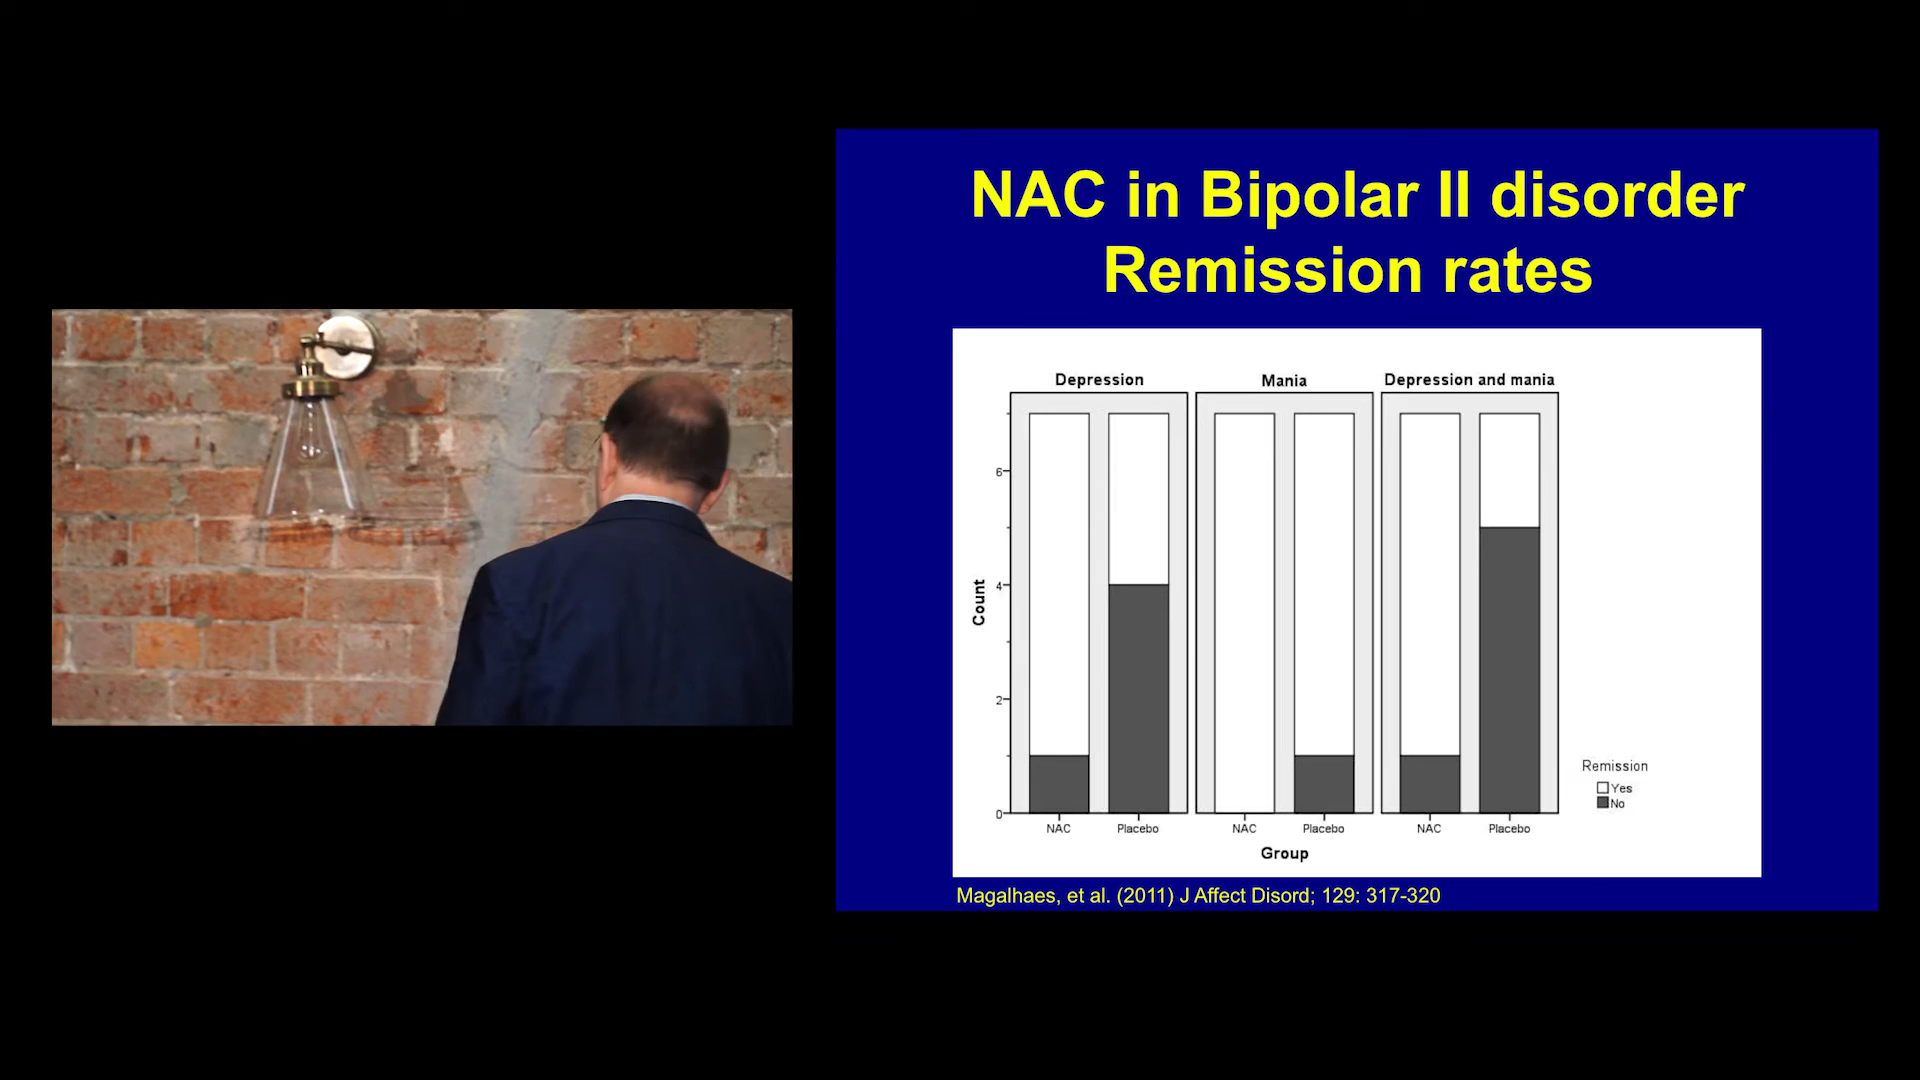 NAC in Bipolar II disorder
Remission rates
Depression
Mania
Depression and mania
6
4
2
0
Count
NAC
Placebo
NAC
Placebo
NAC
Placebo
Group
Remission
Yes
No
Magalhaes, et al. (2011) J Affect Disord; 129: 317-320